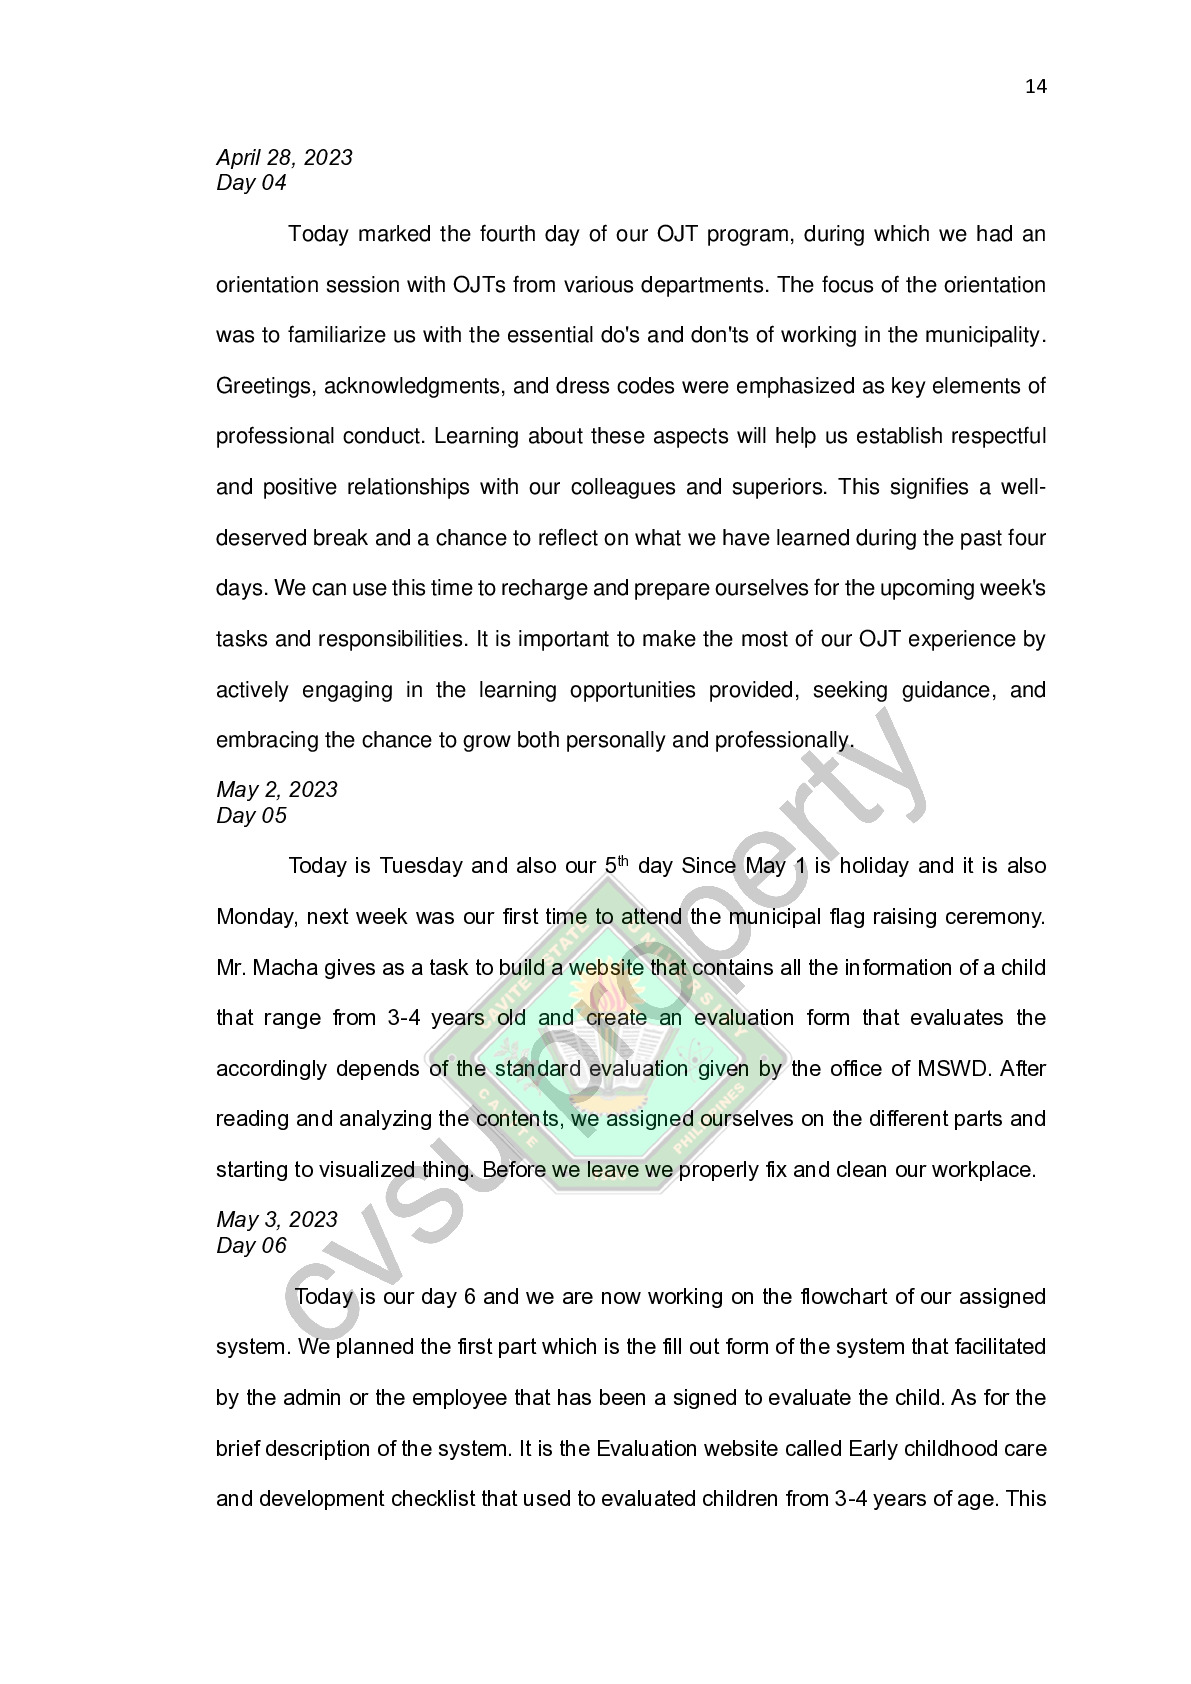 14
April 28, 2023
Day 04
Today marked the fourth day of our OJT program, during which we had an
orientation session with OJTs from various departments. The focus of the orientation
was to familiarize us with the essential do's and don'ts of working in the municipality.
Greetings, acknowledgments, and dress codes were emphasized as key elements of
professional conduct. Learning about these aspects will help us establish respectful
and positive relationships with our colleagues and superiors. This signifies a well-
deserved break and a chance to reflect on what we have learned during the past four
days. We can use this time to recharge and prepare ourselves for the upcoming week's
tasks and responsibilities. It is important to make the most of our OJT experience by
actively engaging in the learning opportunities provided, seeking guidance, and
embracing the chance to grow both personally and professionally.
May 2, 2023
Day 05
Today is Tuesday and also our 5th day Since May 1 is holiday and it is also
Monday, next week was our first time to attend the municipal flag raising ceremony.
Mr. Macha gives as a task to build a website that contains all the information of a child
that range from 3-4 years old and create an evaluation form that evaluates the
accordingly depends of the standard evaluation given by the office of MSWD. After
reading and analyzing the contents, we assigned ourselves on the different parts and
starting to visualized thing. Before we leave we properly fix and clean our workplace.
May 3, 2023
Day 06
Today is our day 6 and we are now working on the flowchart of our assigned
system. We planned the first part which is the fill out form of the system that facilitated
by the admin or the employee that has been a signed to evaluate the child. As for the
brief description of the system. It is the Evaluation website called Early childhood care
and development checklist that used to evaluated children from 3-4 years of age. This
cvsu property
CAVITE STATE UNIVERSITY
CAVITE
PHILIPPINES